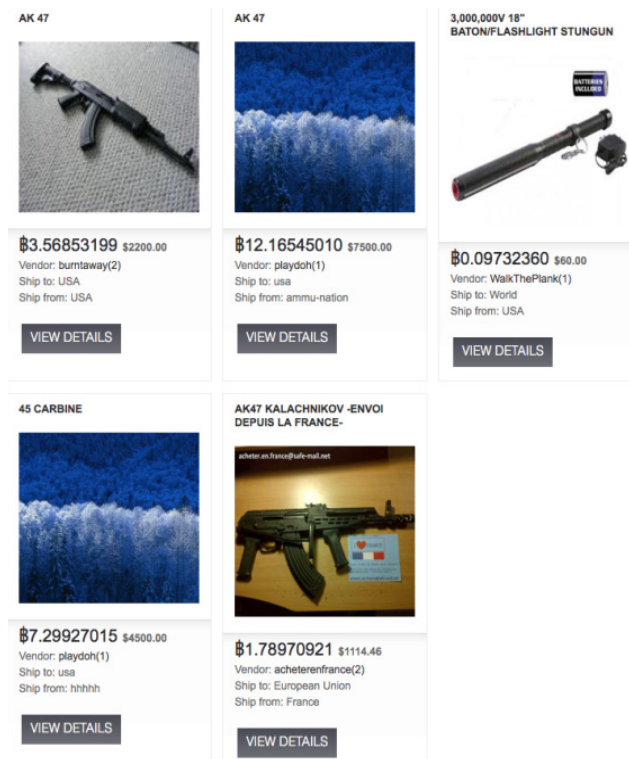 AK 47
฿3.56853199 $2200.00
Vendor: burntaway(2)
Ship to: USA
Ship from: USA
VIEW DETAILS
AK 47
฿12.16545010 $7500.00
Vendor: playdoh(1)
Ship to: usa
Ship from: ammu-nation
VIEW DETAILS
3,000,000V 18"
BATON/FLASHLIGHT STUNGUN
BATTERIES
INCLUDED
฿0.09732360 $60.00
Vendor: WalkThePlank(1)
Ship to: World
Ship from: USA
VIEW DETAILS
45 CARBINE
฿7.29927015 $4500.00
Vendor: playdoh(1)
Ship to: usa
Ship from: hhhhh
VIEW DETAILS
AK47 KALACHNIKOV -ENVOI
DEPUIS LA FRANCE-
acheter.en.france@safe-mail.net
฿1.78970921 $1114.46
Vendor: acheterenfrance(2)
Ship to: European Union
Ship from: France
VIEW DETAILS